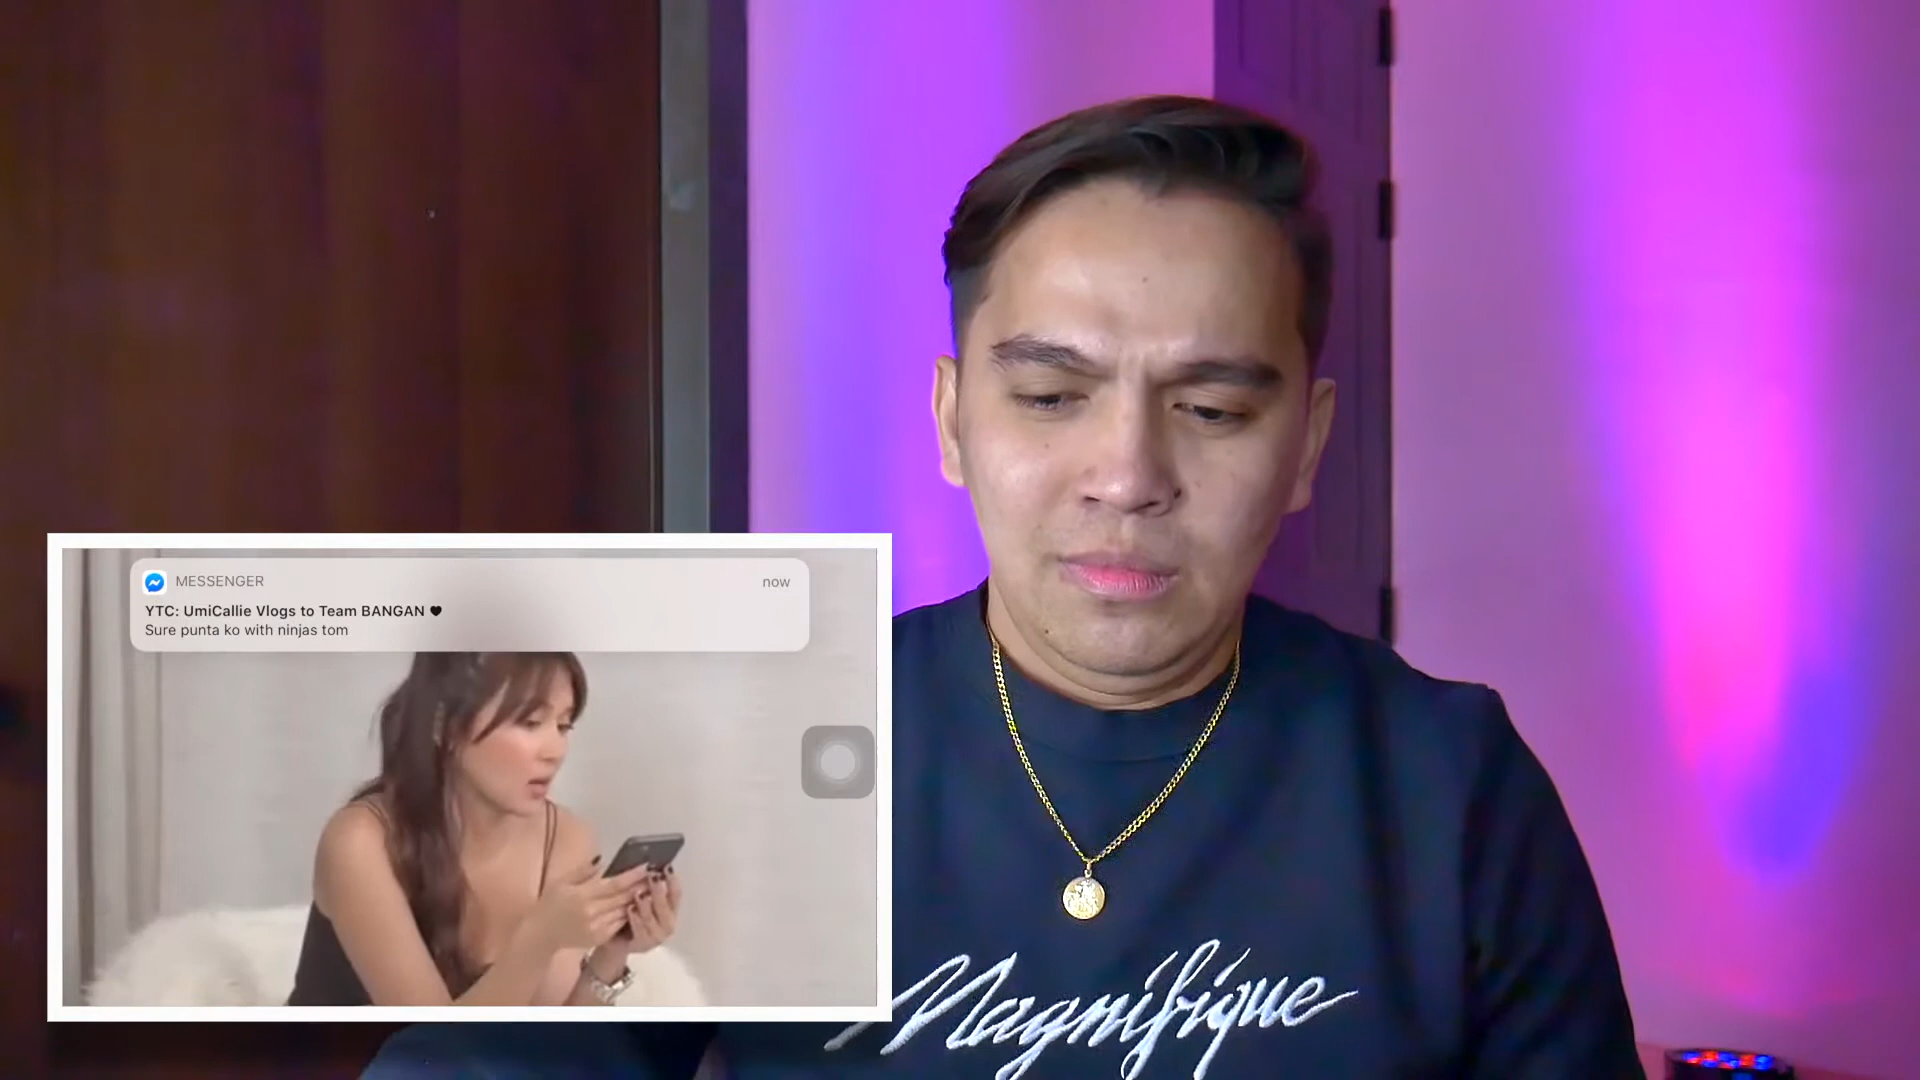 MESSENGER
now
YTC: UmiCallie Vlogs to Team BANGAN ♥
Sure punta ko with ninjas tom
Magnifique